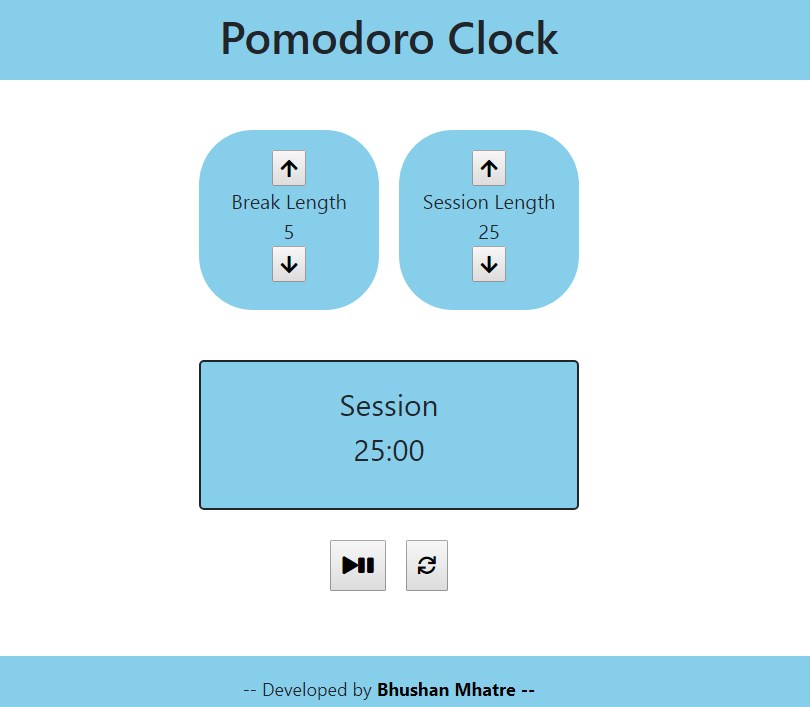 Pomodoro Clock
Break Length
5
Session Length
25
Session
25:00
-- Developed by Bhushan Mhatre --